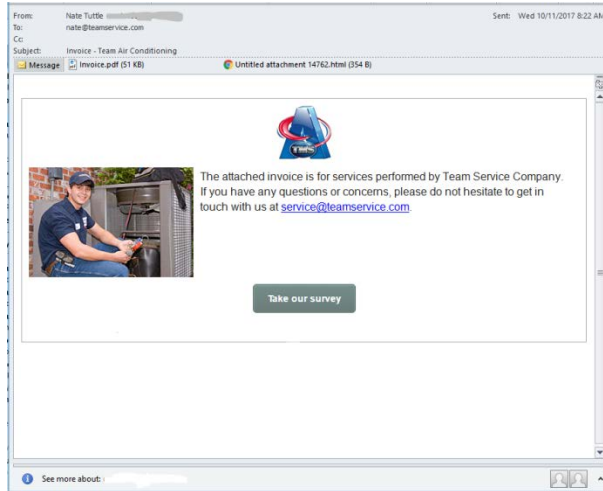 From: Nate Tuttle
Sent: Wed 10/11/2017 8:22 AM
To: nate@teamservice.com
Cc:
Subject: Invoice - Team Air Conditioning
Message Invoice.pdf (51 KB) Untitled attachment 14762.html (354 B)
TMS
The attached invoice is for services performed by Team Service Company.
If you have any questions or concerns, please do not hesitate to get in
touch with us at service@teamservice.com.
Take our survey
See more about: